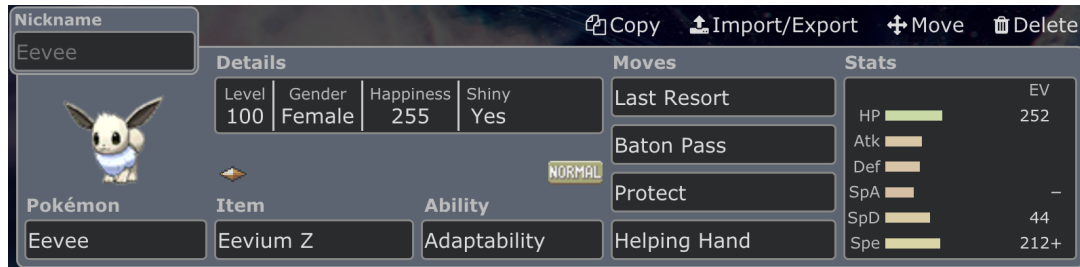 Nickname
Copy Import/Export Move Delete
Eevee
Details
Moves
Stats
Level Gender Happiness Shiny
100 Female 255 Yes
Last Resort
EV
HP 252
Baton Pass
Atk
Def
NORMAL
Protect
SpA –
Pokémon Item Ability
SpD 44
Eevee Eevium Z Adaptability
Helping Hand
Spe 212+